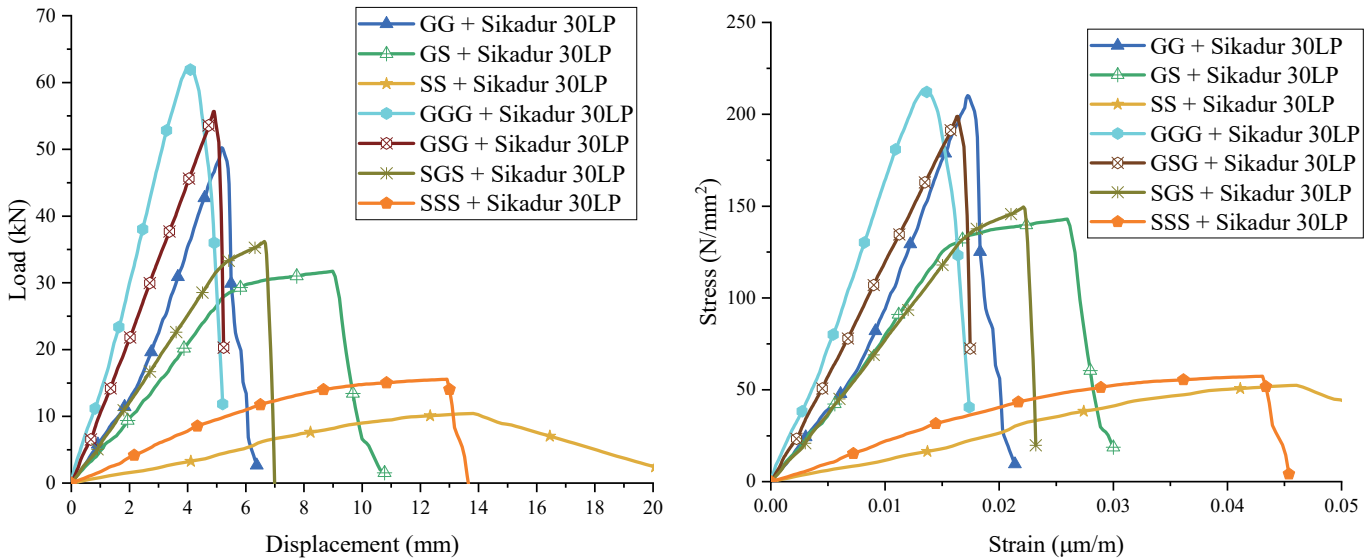 70
60
50
40
30
20
10
0
Load (kN)
0 2 4 6 8 10 12 14 16 18 20
Displacement (mm)
GG + Sikadur 30LP
GS + Sikadur 30LP
SS + Sikadur 30LP
GGG + Sikadur 30LP
GSG + Sikadur 30LP
SGS + Sikadur 30LP
SSS + Sikadur 30LP
250
200
150
100
50
0
Stress (N/mm²)
0.00 0.01 0.02 0.03 0.04 0.05
Strain (μm/m)
GG + Sikadur 30LP
GS + Sikadur 30LP
SS + Sikadur 30LP
GGG + Sikadur 30LP
GSG + Sikadur 30LP
SGS + Sikadur 30LP
SSS + Sikadur 30LP